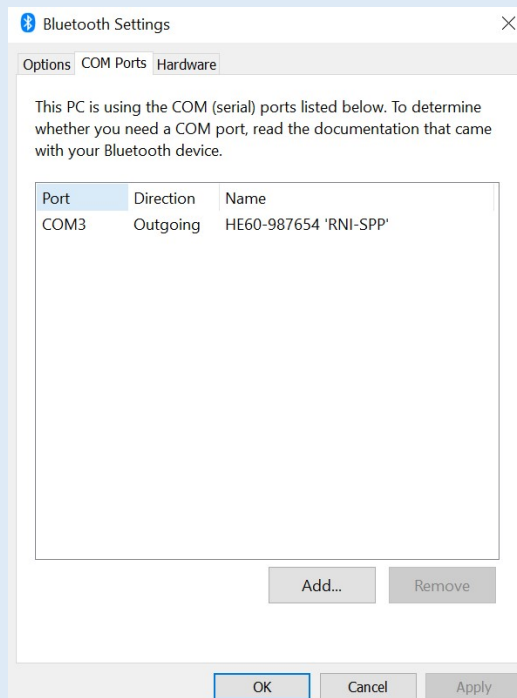 Bluetooth Settings
Options COM Ports Hardware
This PC is using the COM (serial) ports listed below. To determine
whether you need a COM port, read the documentation that came
with your Bluetooth device.
Port Direction Name
COM3 Outgoing HE60-987654 'RNI-SPP'
Add... Remove
OK Cancel Apply